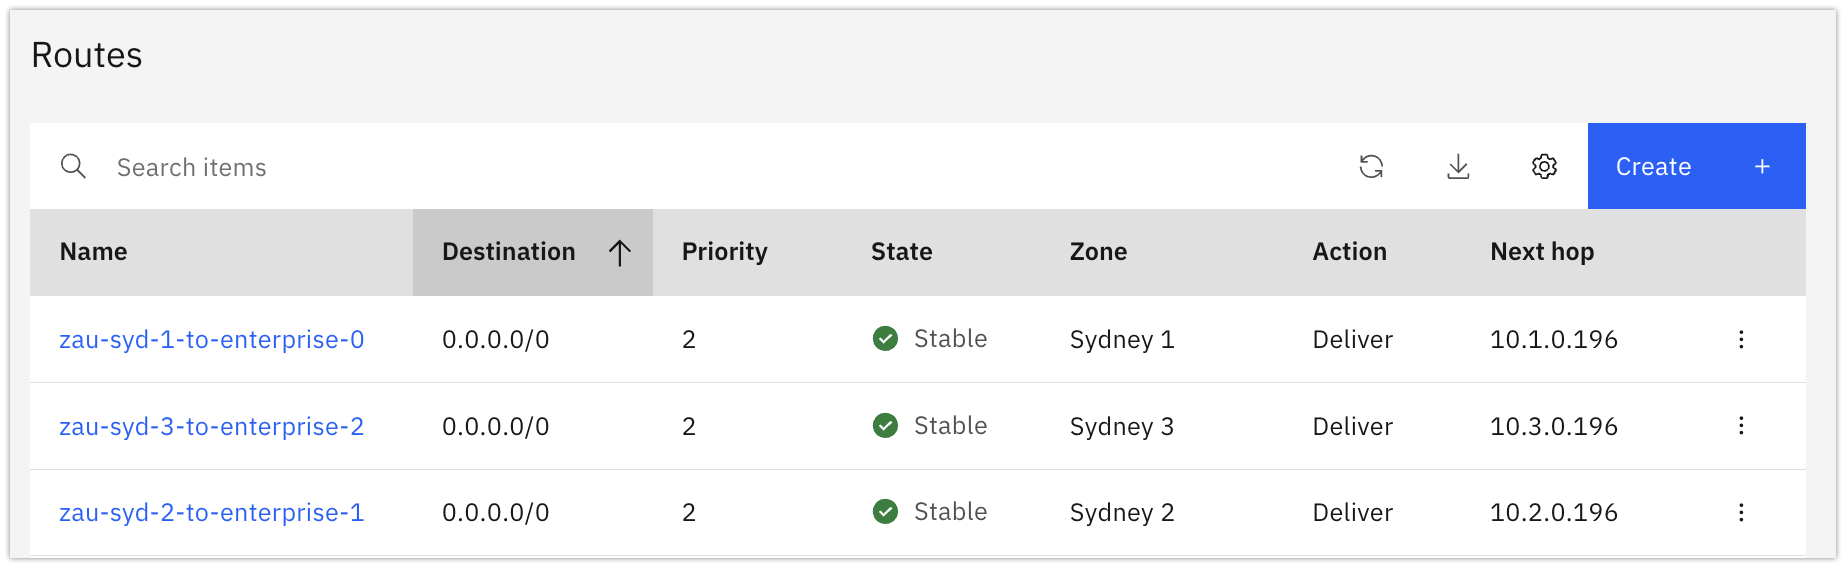 Routes
Search items
Create +
Name Destination Priority State Zone Action Next hop
zau-syd-1-to-enterprise-0 0.0.0.0/0 2 Stable Sydney 1 Deliver 10.1.0.196
zau-syd-3-to-enterprise-2 0.0.0.0/0 2 Stable Sydney 3 Deliver 10.3.0.196
zau-syd-2-to-enterprise-1 0.0.0.0/0 2 Stable Sydney 2 Deliver 10.2.0.196